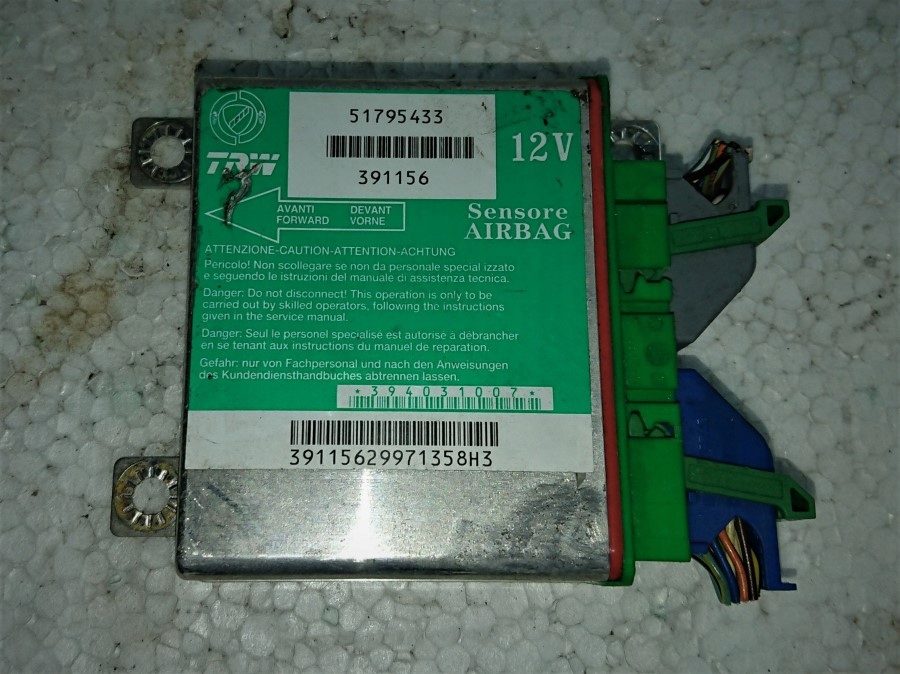 51795433
391156
TRW
12V
AVANTI DEVANT
FORWARD VORNE
Sensore
AIRBAG
ATTENZIONE-CAUTION-ATTENTION-ACHTUNG
Pericolo! Non scollegare se non da personale special izzato
e seguendo le istruzioni del manuale di assistenza tecnica.
Danger: Do not disconnect! This operation is only to be
carried out by skilled operators, following the instructions
given in the service manual.
Danger: Seul le personel specialisé est autorisé à débrancher
en se tenant aux instructions du manuel de reparation.
Gefahr: nur von Fachpersonal und nach den Anweisungen
des Kundendiensthandbuches abtrennen lassen.
*394031007*
39115629971358H3